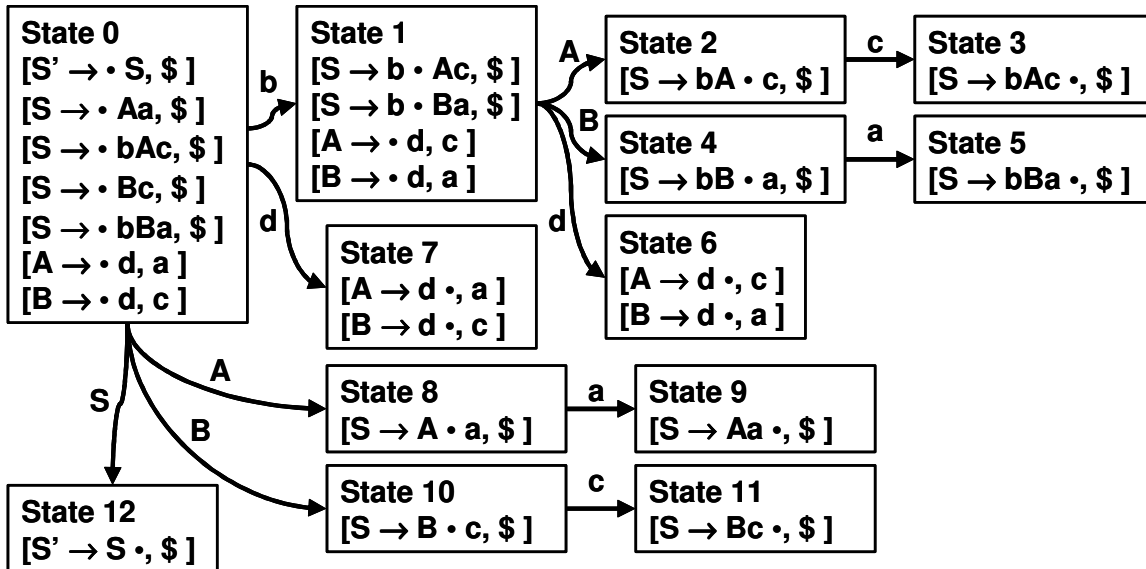 State 0
[S' → • S, $ ]
[S → • Aa, $ ]
[S → • bAc, $ ]
[S → • Bc, $ ]
[S → • bBa, $ ]
[A → • d, a ]
[B → • d, c ]
b
d
State 1
[S → b • Ac, $ ]
[S → b • Ba, $ ]
[A → • d, c ]
[B → • d, a ]
A
B
d
State 2
[S → bA • c, $ ]
c
State 3
[S → bAc •, $ ]
State 4
[S → bB • a, $ ]
a
State 5
[S → bBa •, $ ]
State 6
[A → d •, c ]
[B → d •, a ]
State 7
[A → d •, a ]
[B → d •, c ]
S
A
B
State 8
[S → A • a, $ ]
a
State 9
[S → Aa •, $ ]
State 10
[S → B • c, $ ]
c
State 11
[S → Bc •, $ ]
State 12
[S' → S •, $ ]